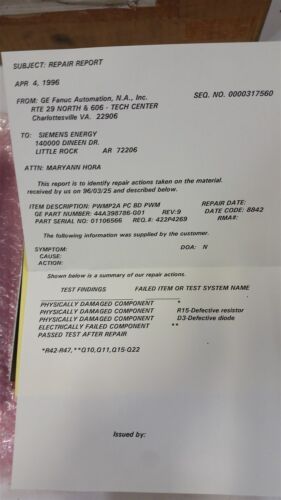 SUBJECT: REPAIR REPORT
APR 4, 1996
SEQ. NO. 0000317560
FROM: GE Fanuc Automation, N.A., Inc.
RTE 29 NORTH & 606 - TECH CENTER
Charlottesville VA. 22906
TO: SIEMENS ENERGY
140000 DINEEN DR.
LITTLE ROCK AR 72206
ATTN: MARYANN HORA
This report is to identify repair actions taken on the material.
received by us on 96/03/25 and described below.
ITEM DESCRIPTION: PWMP2A PC BD PWM REPAIR DATE:
GE PART NUMBER: 44A398786-G01 REV:9 DATE CODE: 8842
PART SERIAL NO: 01106566 REQ.#: 422P4269 RMA#:
The following information was supplied by the customer.
SYMPTOM: DOA: N
CAUSE:
ACTION:
Shown below is a summary of our repair actions.
TEST FINDINGS FAILED ITEM OR TEST SYSTEM NAME
PHYSICALLY DAMAGED COMPONENT *
PHYSICALLY DAMAGED COMPONENT R15-Defective resistor
PHYSICALLY DAMAGED COMPONENT D3-Defective diode
ELECTRICALLY FAILED COMPONENT **
PASSED TEST AFTER REPAIR
*R42-R47, **Q10,Q11,Q15-Q22
Issued by: